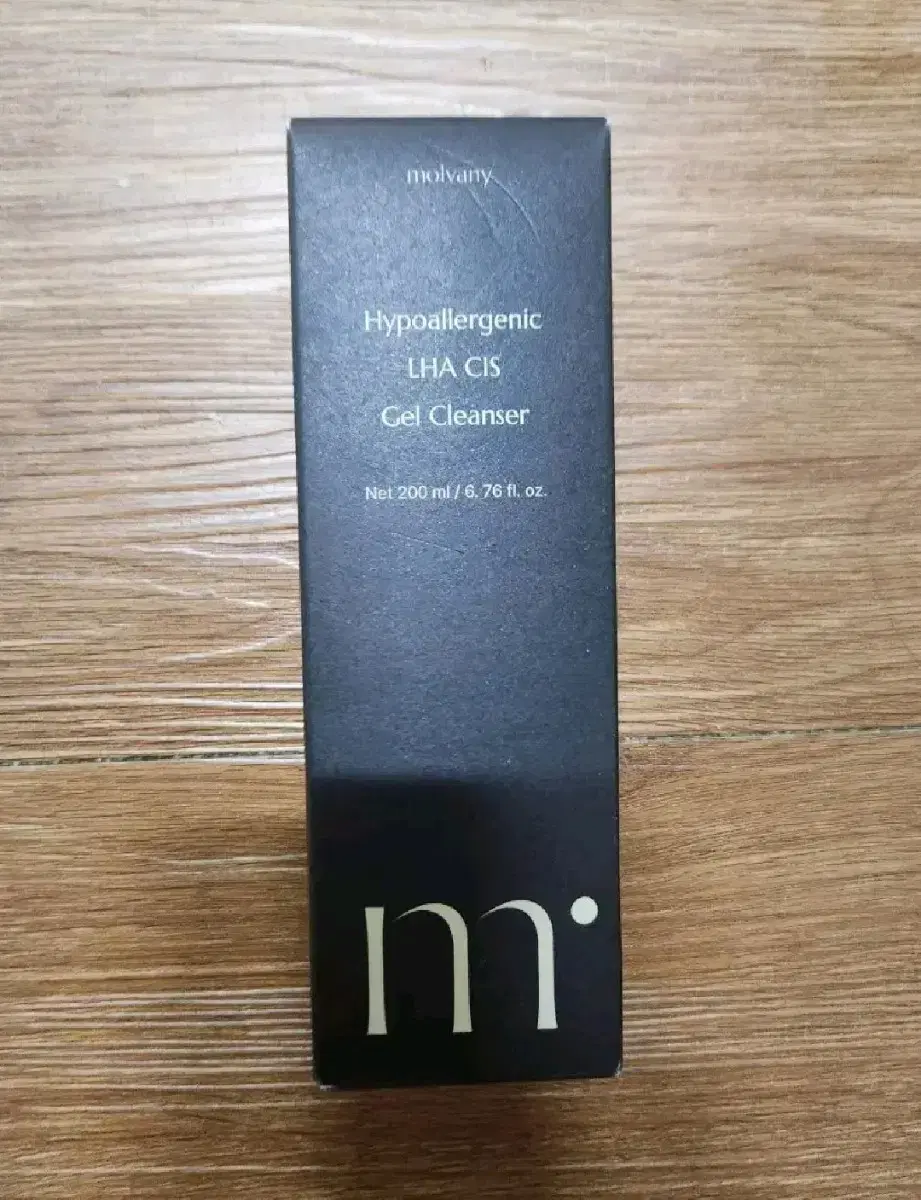 molvany
Hypoallergenic
LHA CIS
Gel Cleanser
Net 200 ml / 6. 76 fl. oz.
m